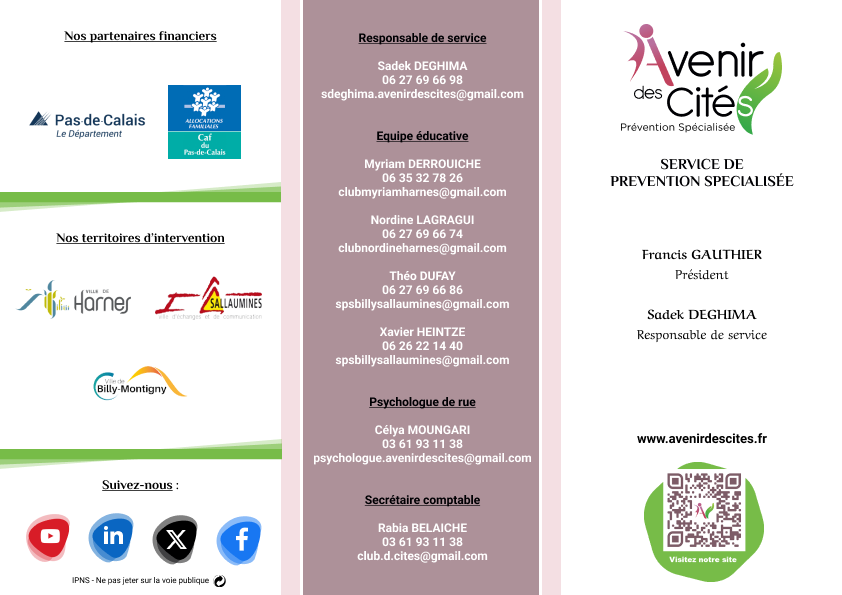 Nos partenaires financiers
Pas-de-Calais
Le Département
ALLOCATIONS
FAMILIALES
Caf
du
Pas-de-Calais
Nos territoires d'intervention
VILLE DE
Harnes
SALLAUMINES
ville d'échanges et de communication
Ville de
Billy-Montigny
Suivez-nous :
in
X
f
IPNS - Ne pas jeter sur la voie publique
Responsable de service
Sadek DEGHIMA
06 27 69 66 98
sdeghima.avenirdescites@gmail.com
Equipe éducative
Myriam DERROUICHE
06 35 32 78 26
clubmyriamharnes@gmail.com
Nordine LAGRAGUI
06 27 69 66 74
clubnordineharnes@gmail.com
Théo DUFAY
06 27 69 66 86
spsbillysallaumines@gmail.com
Xavier HEINTZE
06 26 22 14 40
spsbillysallaumines@gmail.com
Psychologue de rue
Célya MOUNGARI
03 61 93 11 38
psychologue.avenirdescites@gmail.com
Secrétaire comptable
Rabia BELAICHE
03 61 93 11 38
club.d.cites@gmail.com
Avenir
des Cités
Prévention Spécialisée
SERVICE DE
PREVENTION SPECIALISÉE
Francis GAUTHIER
Président
Sadek DEGHIMA
Responsable de service
www.avenirdescites.fr
Visitez notre site